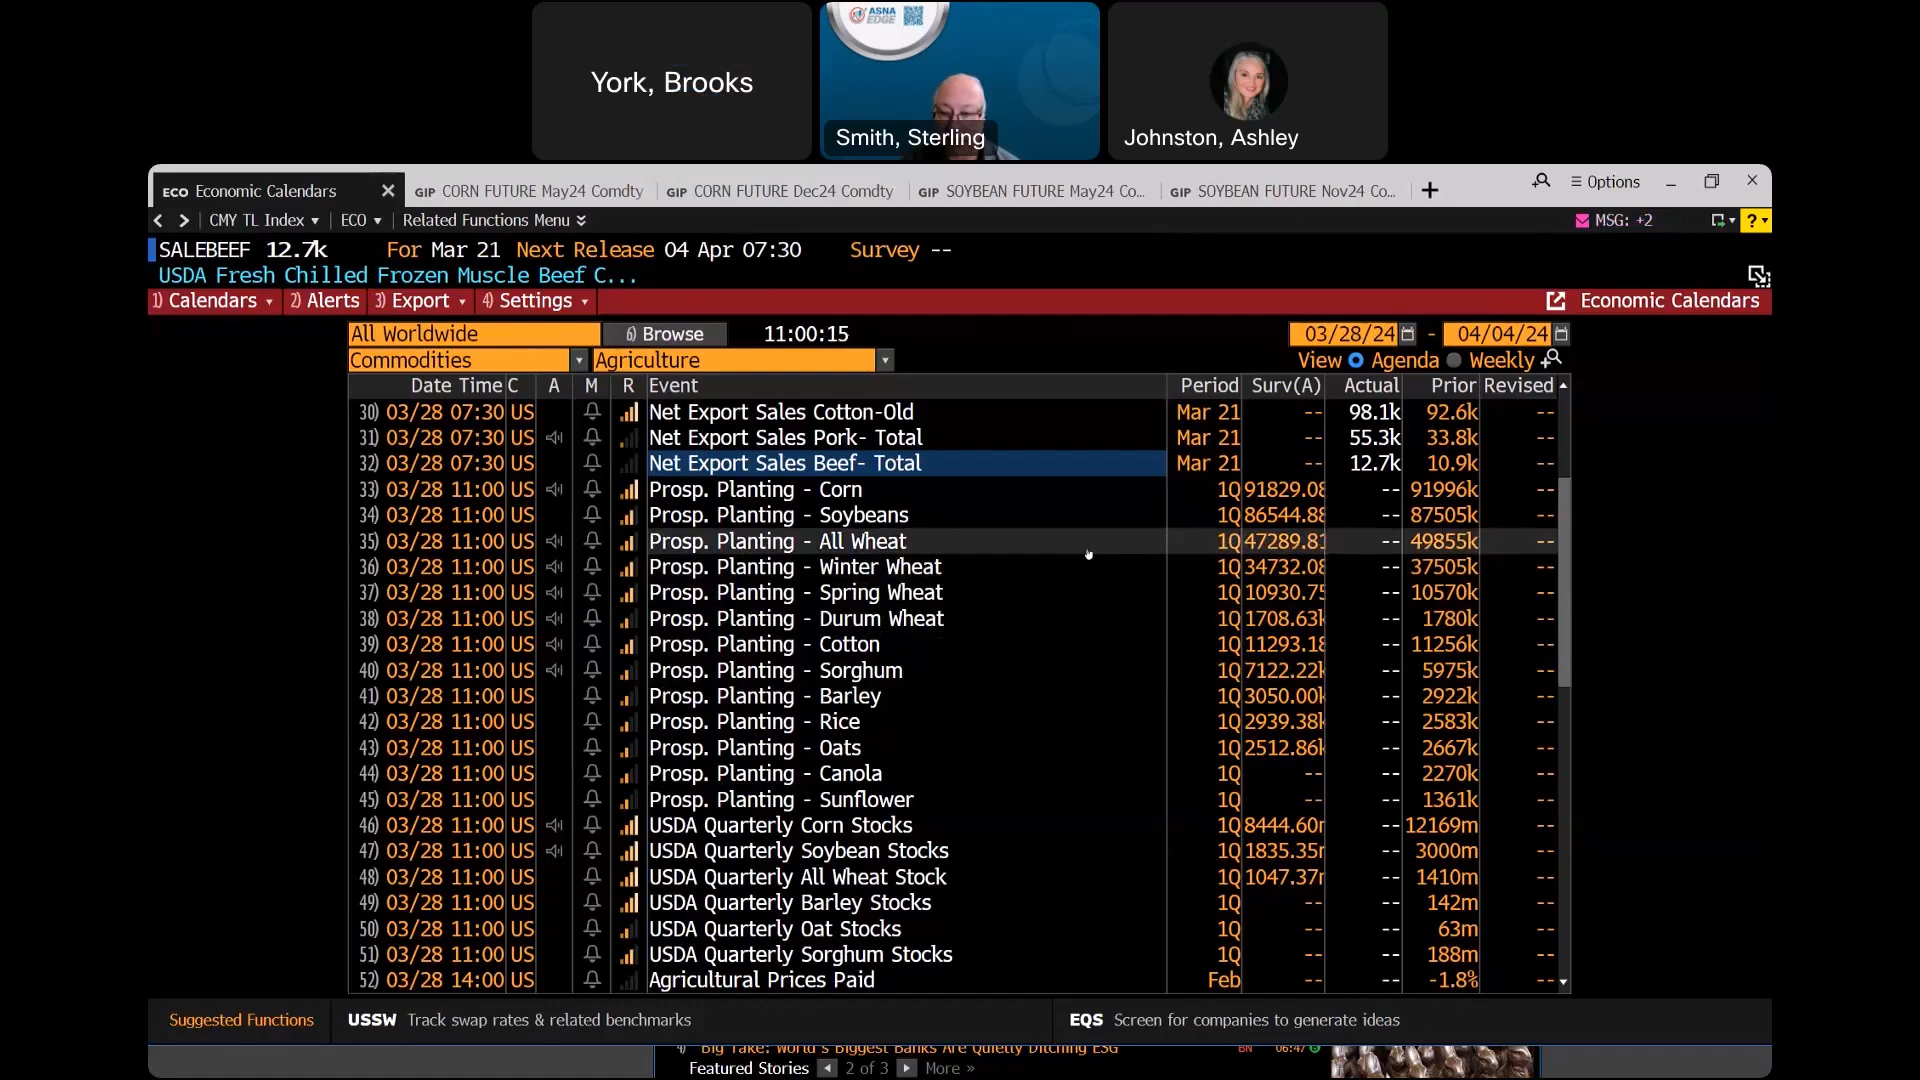 ASNA
EDGE
York, Brooks
Smith, Sterling
Johnston, Ashley
ECO Economic Calendars
GIP CORN FUTURE May24 Comdty
GIP CORN FUTURE Dec24 Comdty
GIP SOYBEAN FUTURE May24 Co...
GIP SOYBEAN FUTURE Nov24 Co...
Options
CMY TL Index ECO Related Functions Menu MSG: +2 ?
SALEBEEF 12.7k For Mar 21 Next Release 04 Apr 07:30 Survey --
USDA Fresh Chilled Frozen Muscle Beef C...
1) Calendars 2) Alerts 3) Export 4) Settings Economic Calendars
All Worldwide 6) Browse 11:00:15 03/28/24 - 04/04/24
Commodities Agriculture View Agenda Weekly
Date Time C A M R Event Period Surv(A) Actual Prior Revised
30) 03/28 07:30 US Net Export Sales Cotton-Old Mar 21 -- 98.1k 92.6k --
31) 03/28 07:30 US Net Export Sales Pork- Total Mar 21 -- 55.3k 33.8k --
32) 03/28 07:30 US Net Export Sales Beef- Total Mar 21 -- 12.7k 10.9k --
33) 03/28 11:00 US Prosp. Planting - Corn 1Q 91829.08 -- 91996k --
34) 03/28 11:00 US Prosp. Planting - Soybeans 1Q 86544.88 -- 87505k --
35) 03/28 11:00 US Prosp. Planting - All Wheat 1Q 47289.81 -- 49855k --
36) 03/28 11:00 US Prosp. Planting - Winter Wheat 1Q 34732.08 -- 37505k --
37) 03/28 11:00 US Prosp. Planting - Spring Wheat 1Q 10930.75 -- 10570k --
38) 03/28 11:00 US Prosp. Planting - Durum Wheat 1Q 1708.63k -- 1780k --
39) 03/28 11:00 US Prosp. Planting - Cotton 1Q 11293.18 -- 11256k --
40) 03/28 11:00 US Prosp. Planting - Sorghum 1Q 7122.22k -- 5975k --
41) 03/28 11:00 US Prosp. Planting - Barley 1Q 3050.00k -- 2922k --
42) 03/28 11:00 US Prosp. Planting - Rice 1Q 2939.38k -- 2583k --
43) 03/28 11:00 US Prosp. Planting - Oats 1Q 2512.86k -- 2667k --
44) 03/28 11:00 US Prosp. Planting - Canola 1Q -- -- 2270k --
45) 03/28 11:00 US Prosp. Planting - Sunflower 1Q -- -- 1361k --
46) 03/28 11:00 US USDA Quarterly Corn Stocks 1Q 8444.60m -- 12169m --
47) 03/28 11:00 US USDA Quarterly Soybean Stocks 1Q 1835.35m -- 3000m --
48) 03/28 11:00 US USDA Quarterly All Wheat Stock 1Q 1047.37m -- 1410m --
49) 03/28 11:00 US USDA Quarterly Barley Stocks 1Q -- -- 142m --
50) 03/28 11:00 US USDA Quarterly Oat Stocks 1Q -- -- 63m --
51) 03/28 11:00 US USDA Quarterly Sorghum Stocks 1Q -- -- 188m --
52) 03/28 14:00 US Agricultural Prices Paid Feb -- -- -1.8% --
Suggested Functions USSW Track swap rates & related benchmarks EQS Screen for companies to generate ideas
4) Big Take: World's Biggest Banks Are Quietly Ditching ESG BN 06:47
Featured Stories 2 of 3 More »